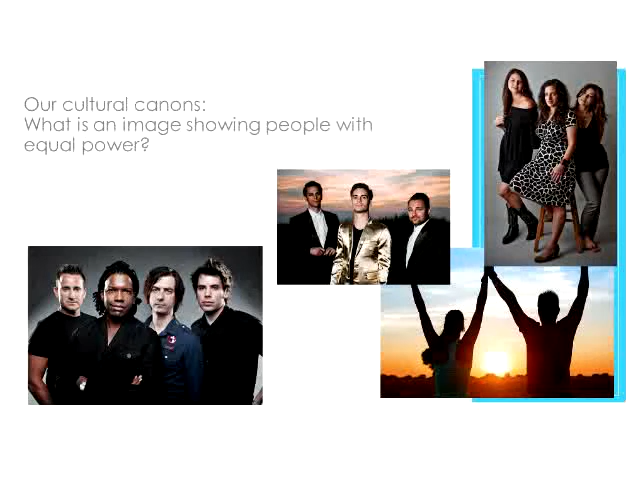 Our cultural canons:
What is an image showing people with
equal power?